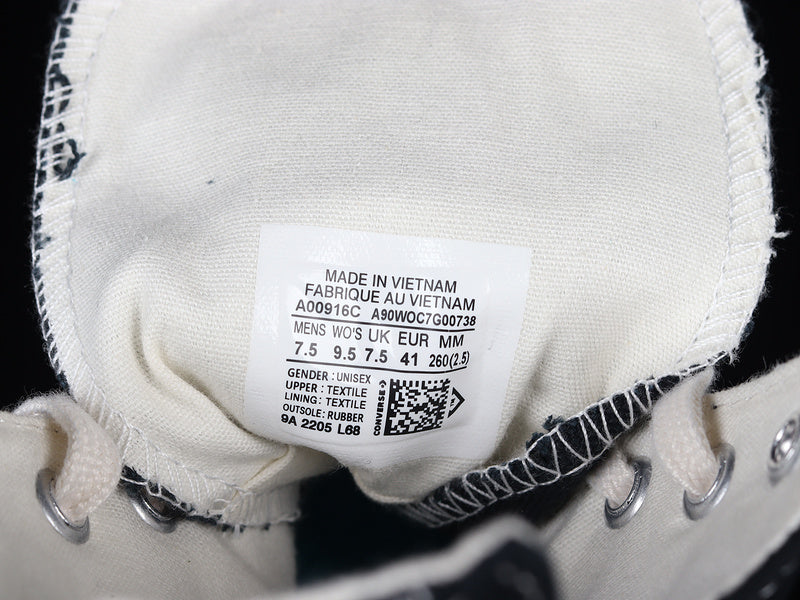 MADE IN VIETNAM
FABRIQUE AU VIETNAM
A00916C A90WOC7G00738
MENS WO'S UK EUR MM
7.5 9.5 7.5 41 260(2.5)
GENDER : UNISEX
UPPER : TEXTILE
LINING: TEXTILE
OUTSOLE: RUBBER
9A 2205 L68
CONVERSE
TM